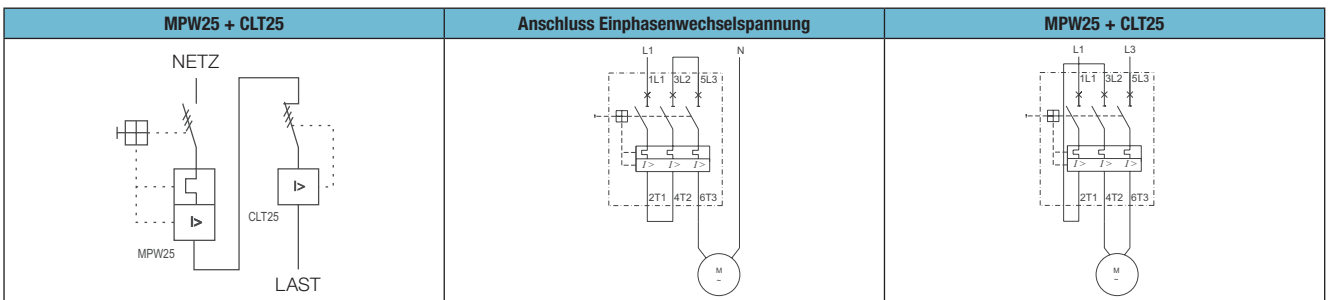 MPW25 + CLT25
Anschluss Einphasenwechselspannung
MPW25 + CLT25
NETZ
I>
CLT25
I>
MPW25
LAST
L1 N
1L1 3L2 5L3
I> I> I>
2T1 4T2 6T3
M
~
L1 L3
1L1 3L2 5L3
I> I> I>
2T1 4T2 6T3
M
~